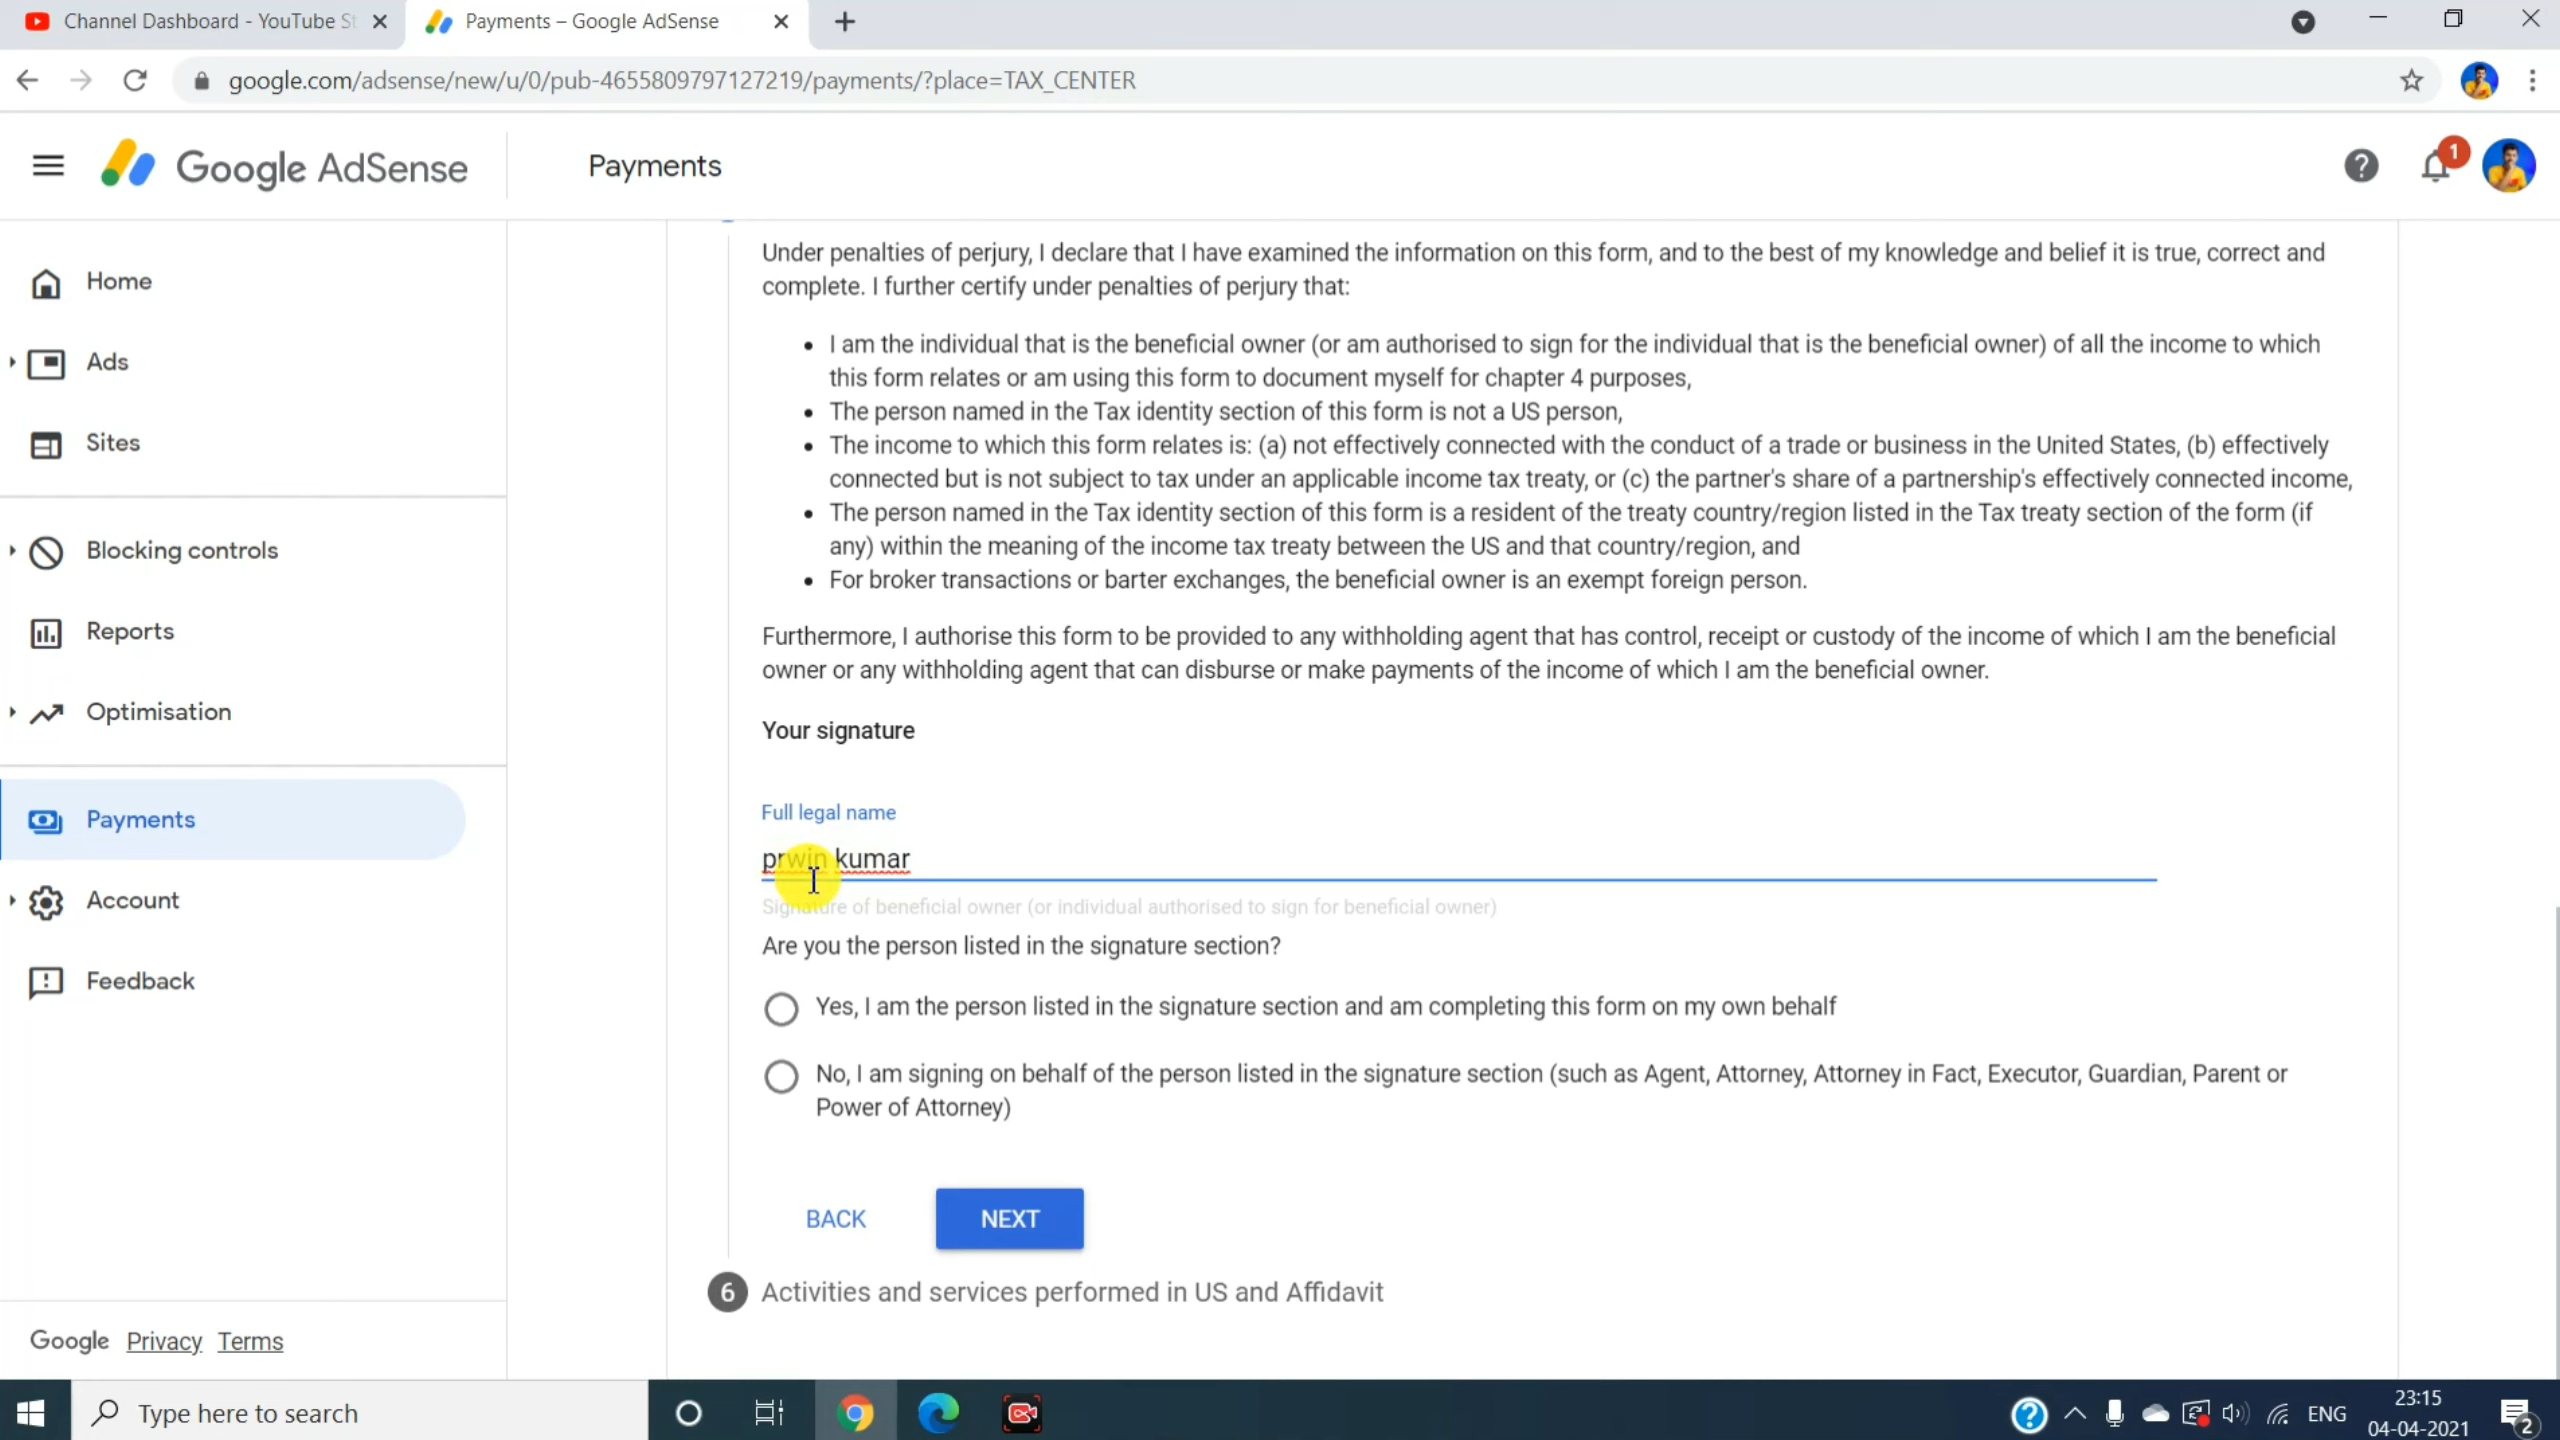 Channel Dashboard - YouTube St
Payments – Google AdSense
google.com/adsense/new/u/0/pub-4655809797127219/payments/?place=TAX_CENTER
Google AdSense
Payments
1
Home
Ads
Sites
Blocking controls
Reports
Optimisation
Payments
Account
Feedback
Google Privacy Terms
Under penalties of perjury, I declare that I have examined the information on this form, and to the best of my knowledge and belief it is true, correct and
complete. I further certify under penalties of perjury that:
• I am the individual that is the beneficial owner (or am authorised to sign for the individual that is the beneficial owner) of all the income to which
this form relates or am using this form to document myself for chapter 4 purposes,
• The person named in the Tax identity section of this form is not a US person,
• The income to which this form relates is: (a) not effectively connected with the conduct of a trade or business in the United States, (b) effectively
connected but is not subject to tax under an applicable income tax treaty, or (c) the partner's share of a partnership's effectively connected income,
• The person named in the Tax identity section of this form is a resident of the treaty country/region listed in the Tax treaty section of the form (if
any) within the meaning of the income tax treaty between the US and that country/region, and
• For broker transactions or barter exchanges, the beneficial owner is an exempt foreign person.
Furthermore, I authorise this form to be provided to any withholding agent that has control, receipt or custody of the income of which I am the beneficial
owner or any withholding agent that can disburse or make payments of the income of which I am the beneficial owner.
Your signature
Full legal name
prwin kumar
Signature of beneficial owner (or individual authorised to sign for beneficial owner)
Are you the person listed in the signature section?
Yes, I am the person listed in the signature section and am completing this form on my own behalf
No, I am signing on behalf of the person listed in the signature section (such as Agent, Attorney, Attorney in Fact, Executor, Guardian, Parent or
Power of Attorney)
BACK
NEXT
6 Activities and services performed in US and Affidavit
Type here to search
ENG
23:15
04-04-2021
2